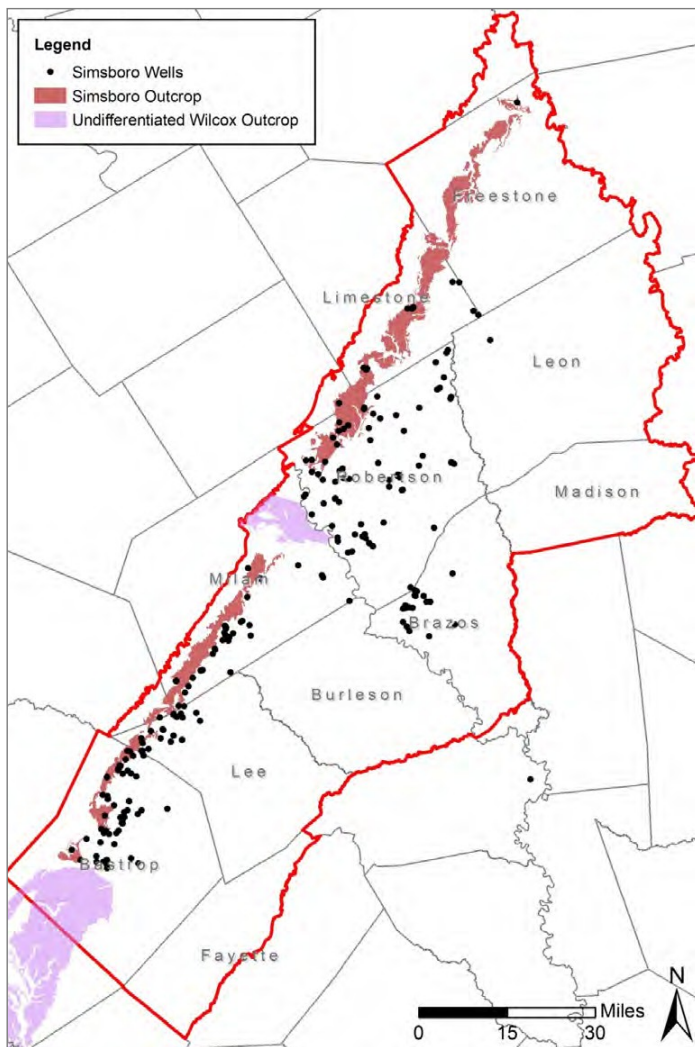 Legend
Simsboro Wells
Simsboro Outcrop
Undifferentiated Wilcox Outcrop
Freestone
Limestone
Leon
Robertson
Madison
Milam
Brazos
Burleson
Lee
Bastrop
Fayette
N
Miles
0 15 30